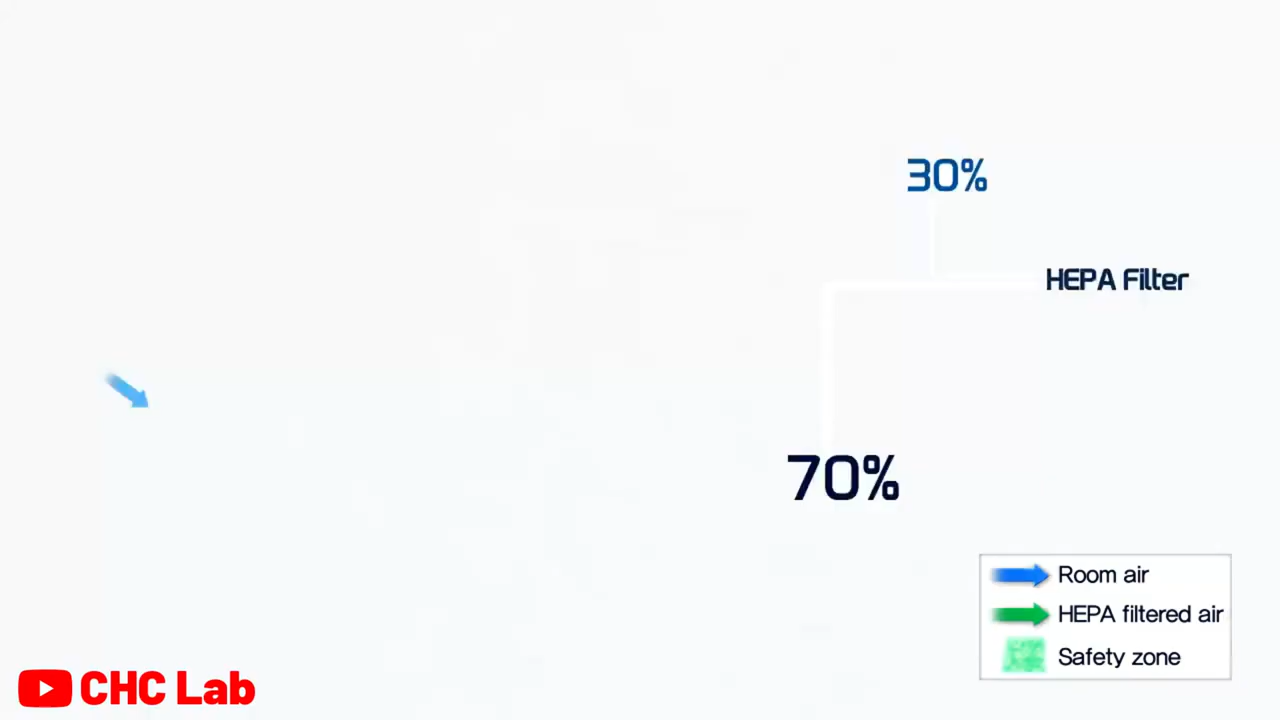 30%
HEPA Filter
70%
Room air
HEPA filtered air
Safety zone
CHC Lab